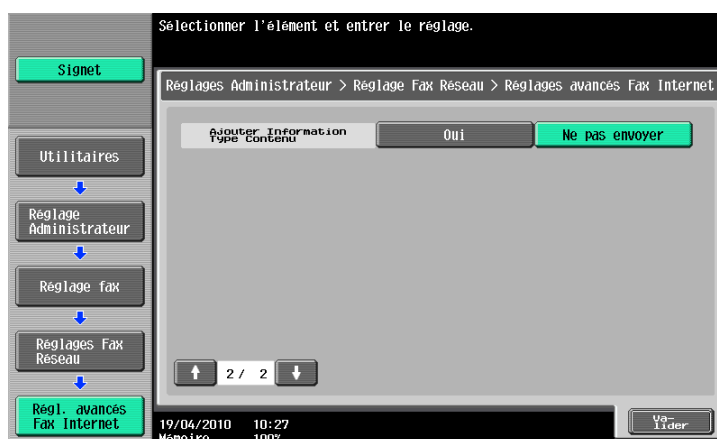 Sélectionner l'élément et entrer le réglage.
Signet
Réglages Administrateur > Réglage Fax Réseau > Réglages avancés Fax Internet
Ajouter Information
Type Contenu
Oui
Ne pas envoyer
Utilitaires
Réglage
Administrateur
Réglage fax
Réglages Fax
Réseau
Régl. avancés
Fax Internet
2/ 2
19/04/2010 10:27
Mémoire 100%
Va-
lider